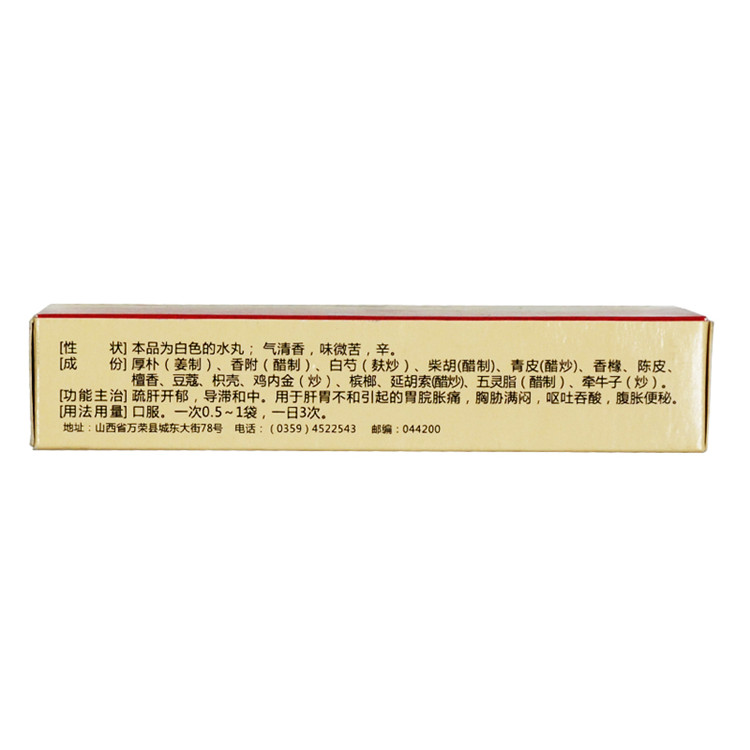 [性　　状] 本品为白色的水丸；气清香，味微苦，辛。
[成　　份] 厚朴（姜制）、香附（醋制）、白芍（麸炒）、柴胡(醋制)、青皮(醋炒)、香橼、陈皮、
檀香、豆蔻、枳壳、鸡内金（炒）、槟榔、延胡索(醋炒)、五灵脂（醋制）、牵牛子（炒）。
[功能主治] 疏肝开郁，导滞和中。用于肝胃不和引起的胃脘胀痛，胸胁满闷，呕吐吞酸，腹胀便秘。
[用法用量] 口服。一次0.5~1袋，一日3次。
地址：山西省万荣县城东大街78号　电话：（0359）4522543　邮编：044200